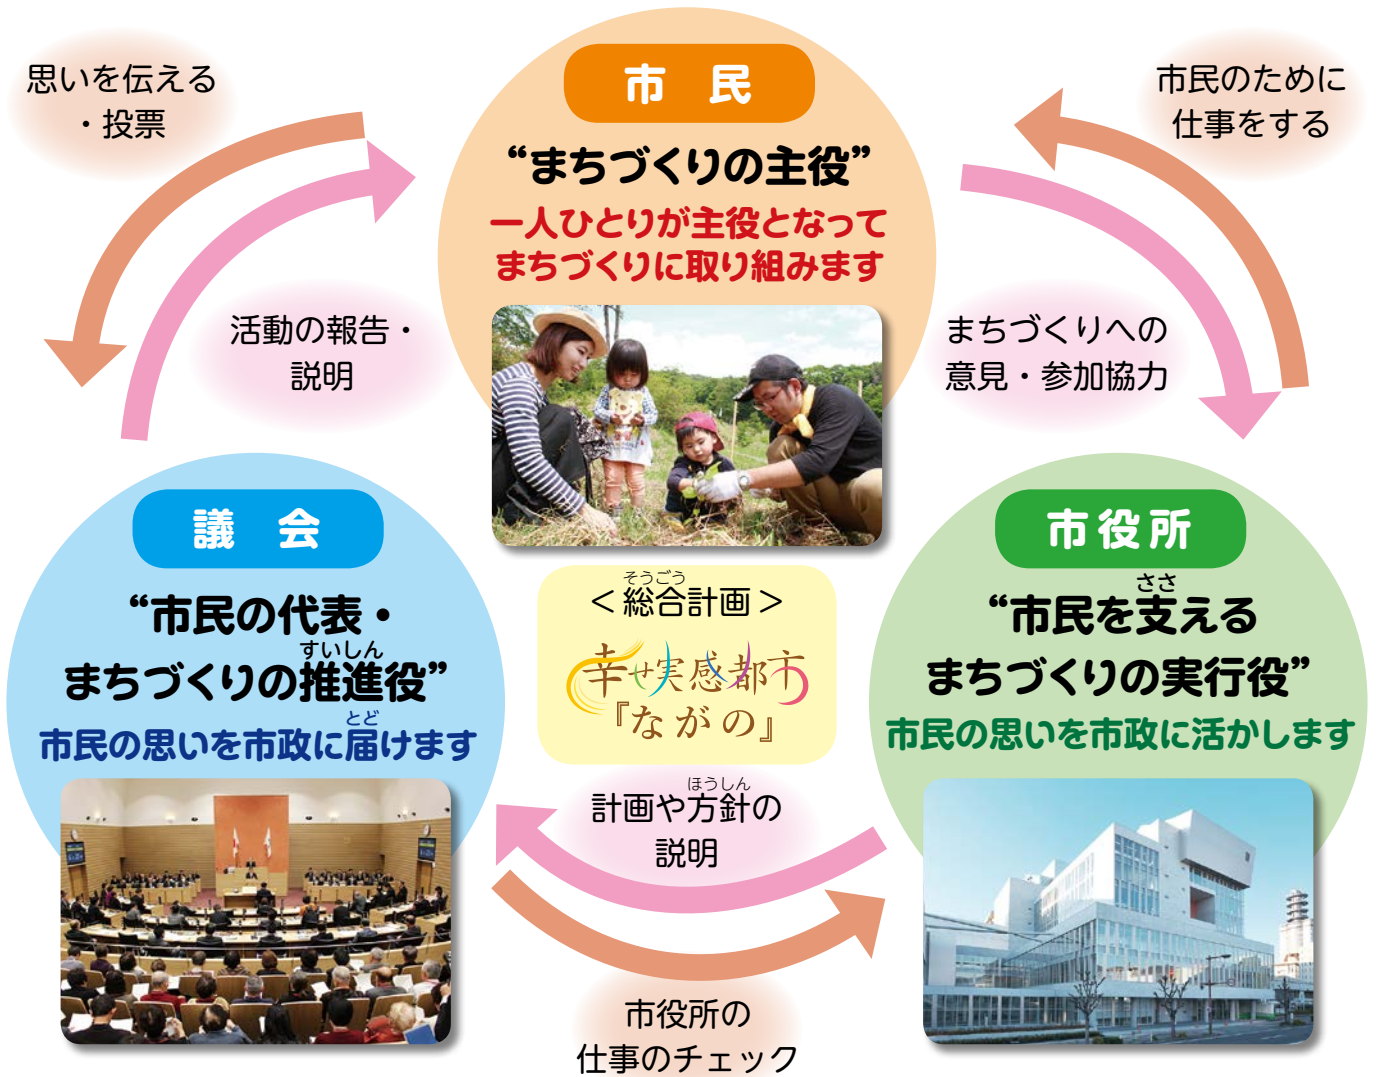 思いを伝える
・投票
市民
“まちづくりの主役”
一人ひとりが主役となって
まちづくりに取り組みます
市民のために
仕事をする
活動の報告・
説明
まちづくりへの
意見・参加協力
議会
“市民の代表・
すいしん
まちづくりの推進役”
とど
市民の思いを市政に届けます
そうごう
＜総合計画＞
幸せ実感都市
『ながの』
市役所
ささ
“市民を支える
まちづくりの実行役”
市民の思いを市政に活かします
ほうしん
計画や方針の
説明
市役所の
仕事のチェック